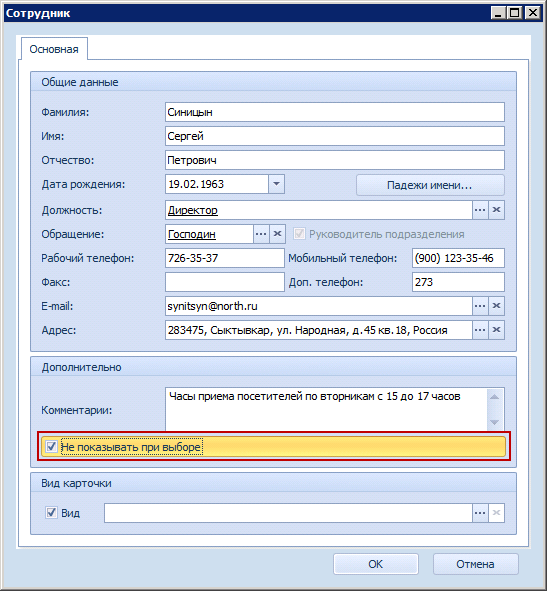 Сотрудник
Основная
Общие данные
Фамилия: Синицын
Имя: Сергей
Отчество: Петрович
Дата рождения: 19.02.1963 Падежи имени...
Должность: Директор
Обращение: Господин Руководитель подразделения
Рабочий телефон: 726-35-37 Мобильный телефон: (900) 123-35-46
Факс: Доп. телефон: 273
E-mail: synitsyn@north.ru
Адрес: 283475, Сыктывкар, ул. Народная, д.45 кв.18, Россия
Дополнительно
Комментарии: Часы приема посетителей по вторникам с 15 до 17 часов
Не показывать при выборе
Вид карточки
Вид
OK Отмена